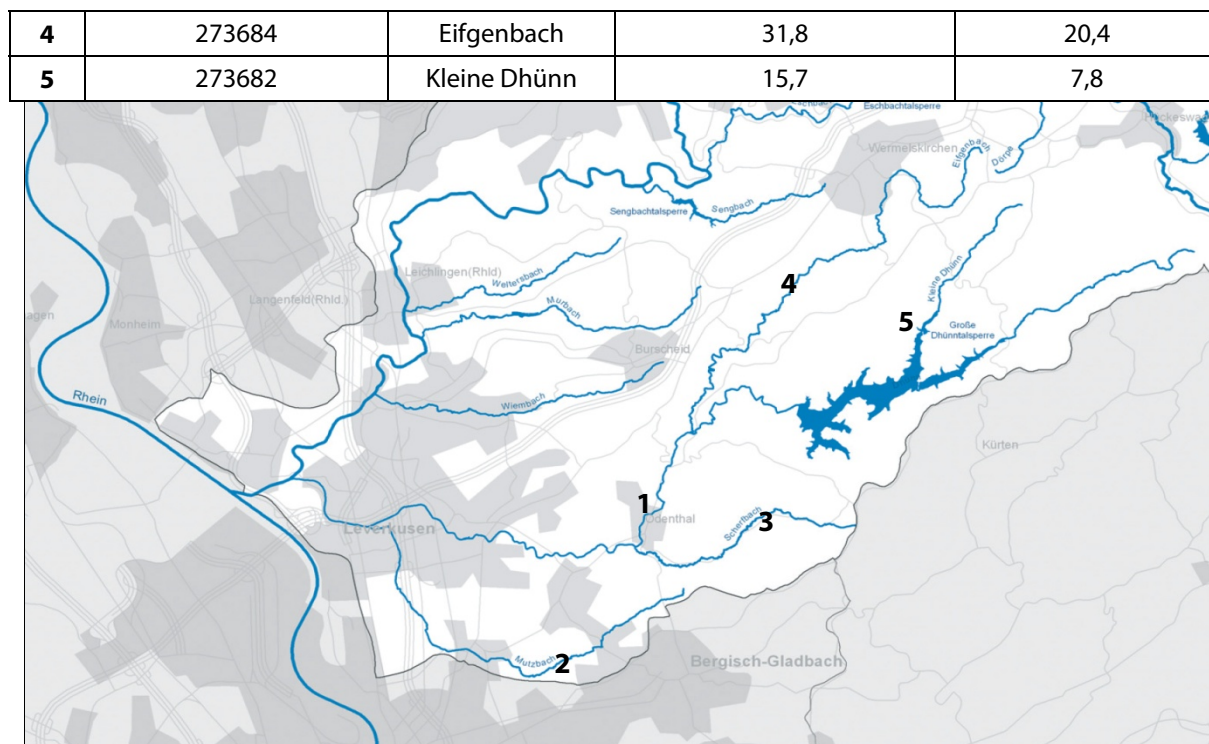 4 273684 Eifgenbach 31,8 20,4
5 273682 Kleine Dhünn 15,7 7,8
Eschbachtalsperre
Wermelskirchen
Eifgenbach
Dörpe
Sengbachtalsperre
Sengbach
Leichlingen(Rhld)
Weltersbach
4
Kleine Dhünn
Langenfeld(Rhld.)
Murbach
Monheim
5
Große
Dhünntalsperre
Burscheid
Rhein
Wiembach
Kürten
1
Odenthal
Scherfbach
3
Leverkusen
Mutzbach
2
Bergisch-Gladbach